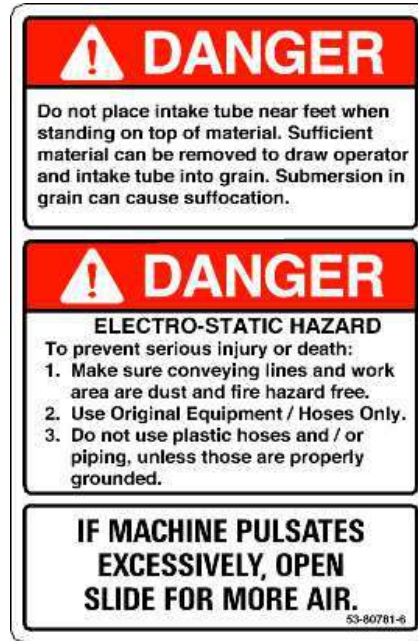 DANGER
Do not place intake tube near feet when
standing on top of material. Sufficient
material can be removed to draw operator
and intake tube into grain. Submersion in
grain can cause suffocation.
DANGER
ELECTRO-STATIC HAZARD
To prevent serious injury or death:
1. Make sure conveying lines and work
area are dust and fire hazard free.
2. Use Original Equipment / Hoses Only.
3. Do not use plastic hoses and / or
piping, unless those are properly
grounded.
IF MACHINE PULSATES
EXCESSIVELY, OPEN
SLIDE FOR MORE AIR.
53-80781-6